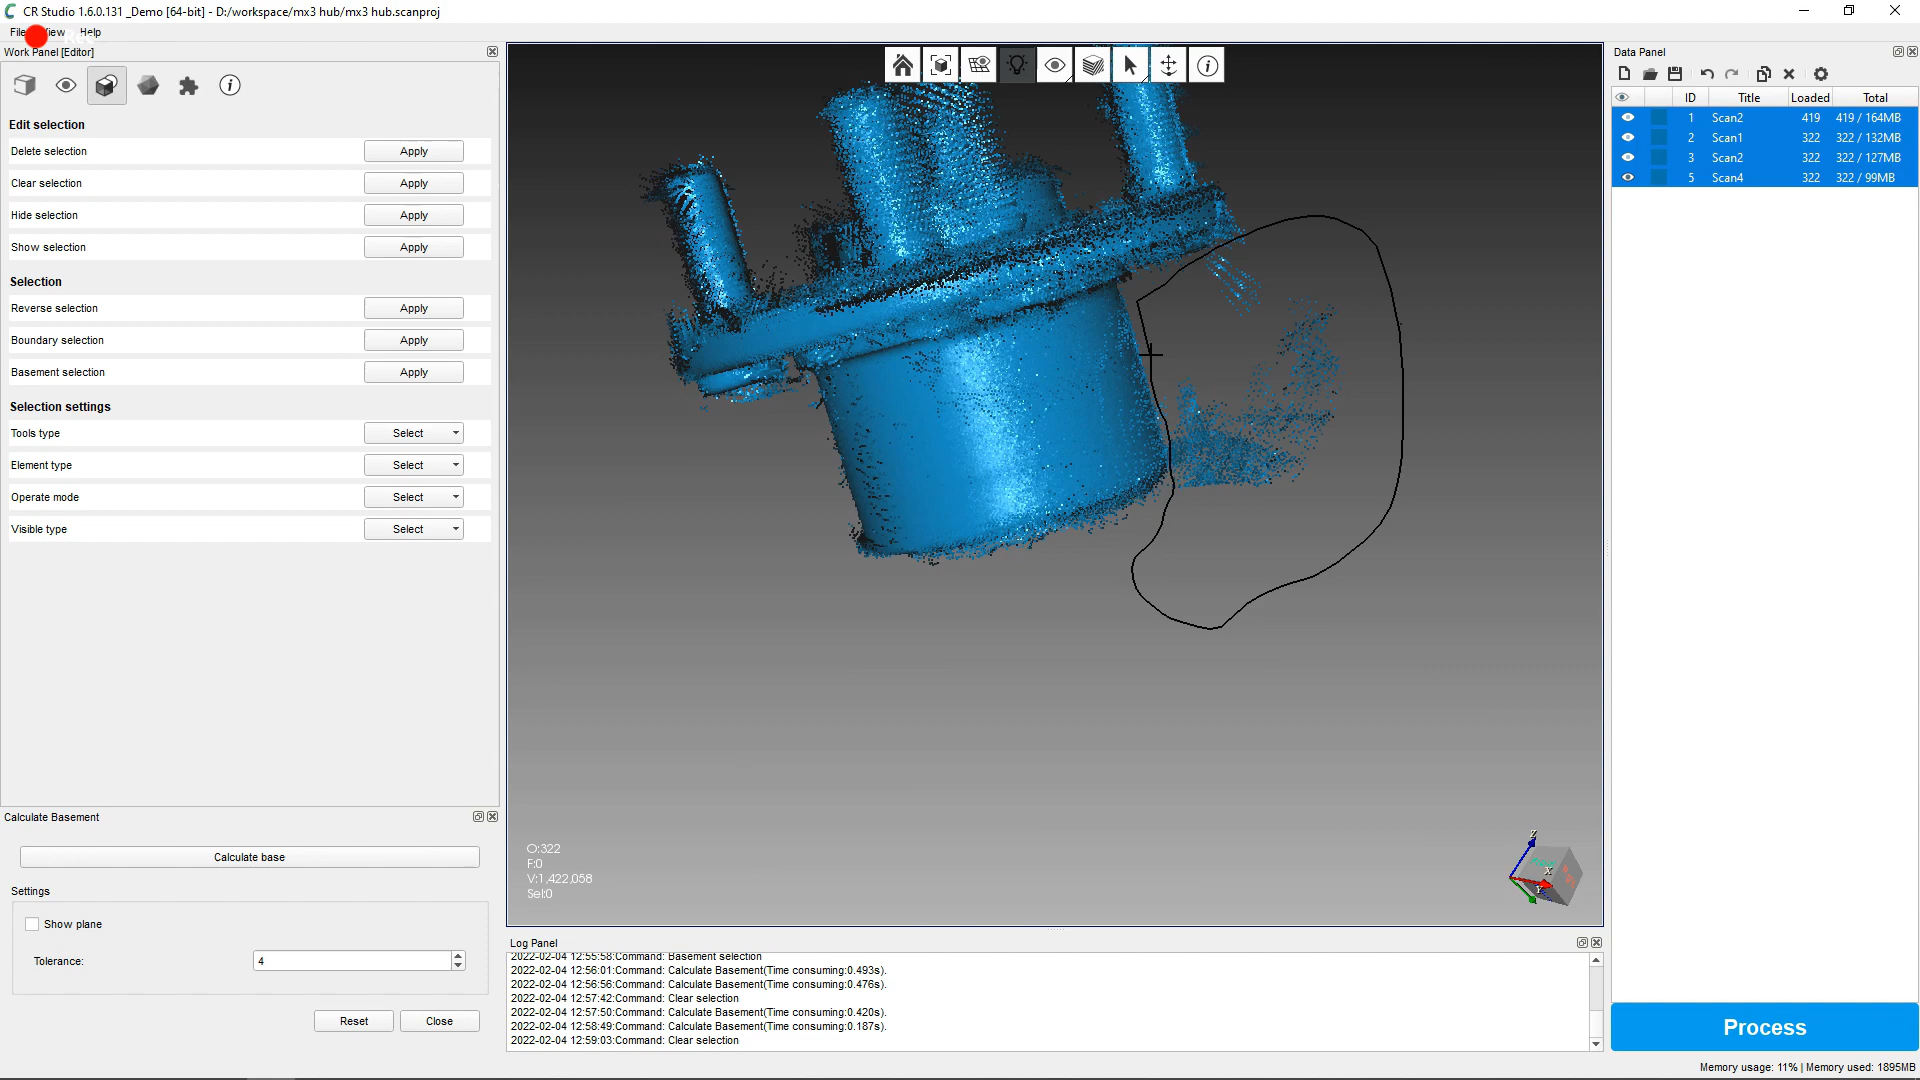 CR Studio 1.6.0.131 _Demo [64-bit] - D:/workspace/mx3 hub/mx3 hub.scanproj
File View Help
Work Panel [Editor]
Edit selection
Delete selection Apply
Clear selection Apply
Hide selection Apply
Show selection Apply
Selection
Reverse selection Apply
Boundary selection Apply
Basement selection Apply
Selection settings
Tools type Select
Element type Select
Operate mode Select
Visible type Select
Calculate Basement
Calculate base
Settings
Show plane
Tolerance: 4
Reset Close
O:322
F:0
V:1,422,058
Sel:0
Z
X
Y
Log Panel
2022-02-04 12:55:58:Command: Basement selection
2022-02-04 12:56:01:Command: Calculate Basement(Time consuming:0.493s).
2022-02-04 12:56:56:Command: Calculate Basement(Time consuming:0.476s).
2022-02-04 12:57:42:Command: Clear selection
2022-02-04 12:57:50:Command: Calculate Basement(Time consuming:0.420s).
2022-02-04 12:58:49:Command: Calculate Basement(Time consuming:0.187s).
2022-02-04 12:59:03:Command: Clear selection
Data Panel
ID Title Loaded Total
1 Scan2 419 419 / 164MB
2 Scan1 322 322 / 132MB
3 Scan2 322 322 / 127MB
5 Scan4 322 322 / 99MB
Process
Memory usage: 11% | Memory used: 1895MB